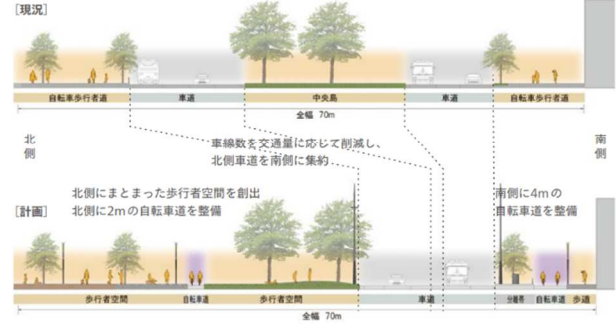 [現況]
自転車歩行者道
車道
中央島
車道
自転車歩行者道
全幅 70m
北側
南側
車線数を交通量に応じて削減し、
北側車道を南側に集約
北側にまとまった歩行者空間を創出
北側に2mの自転車道を整備
南側に4mの
自転車道を整備
[計画]
歩行者空間
自転車道
歩行者空間
車道
分離帯
自転車道
歩道
全幅 70m